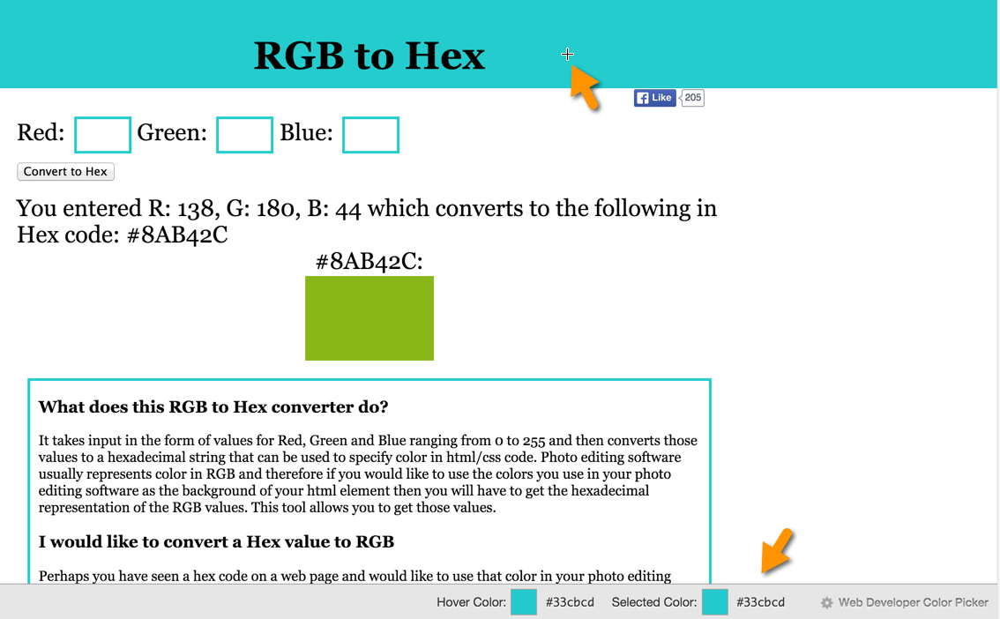 RGB to Hex
Like 205
Red: Green: Blue:
Convert to Hex
You entered R: 138, G: 180, B: 44 which converts to the following in
Hex code: #8AB42C
#8AB42C:
What does this RGB to Hex converter do?
It takes input in the form of values for Red, Green and Blue ranging from 0 to 255 and then converts those
values to a hexadecimal string that can be used to specify color in html/css code. Photo editing software
usually represents color in RGB and therefore if you would like to use the colors you use in your photo
editing software as the background of your html element then you will have to get the hexadecimal
representation of the RGB values. This tool allows you to get those values.
I would like to convert a Hex value to RGB
Perhaps you have seen a hex code on a web page and would like to use that color in your photo editing
Hover Color: #33cbcd Selected Color: #33cbcd Web Developer Color Picker